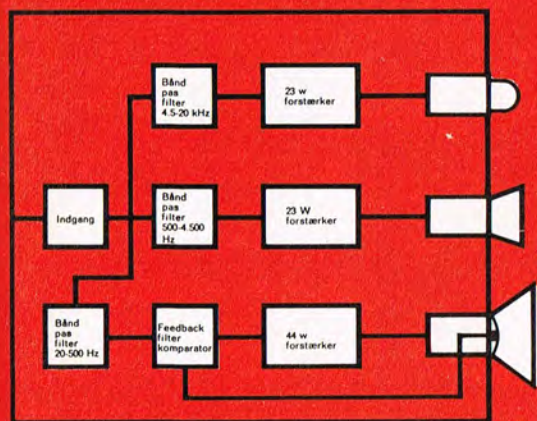 Bånd
pas
filter
4.5-20 kHz
23 w
forstærker
Indgang
Bånd
pas
filter
500-4.500
Hz
23 W
forstærker
Bånd
pas
filter
20-500 Hz
Feedback
filter
komparator
44 w
forstærker